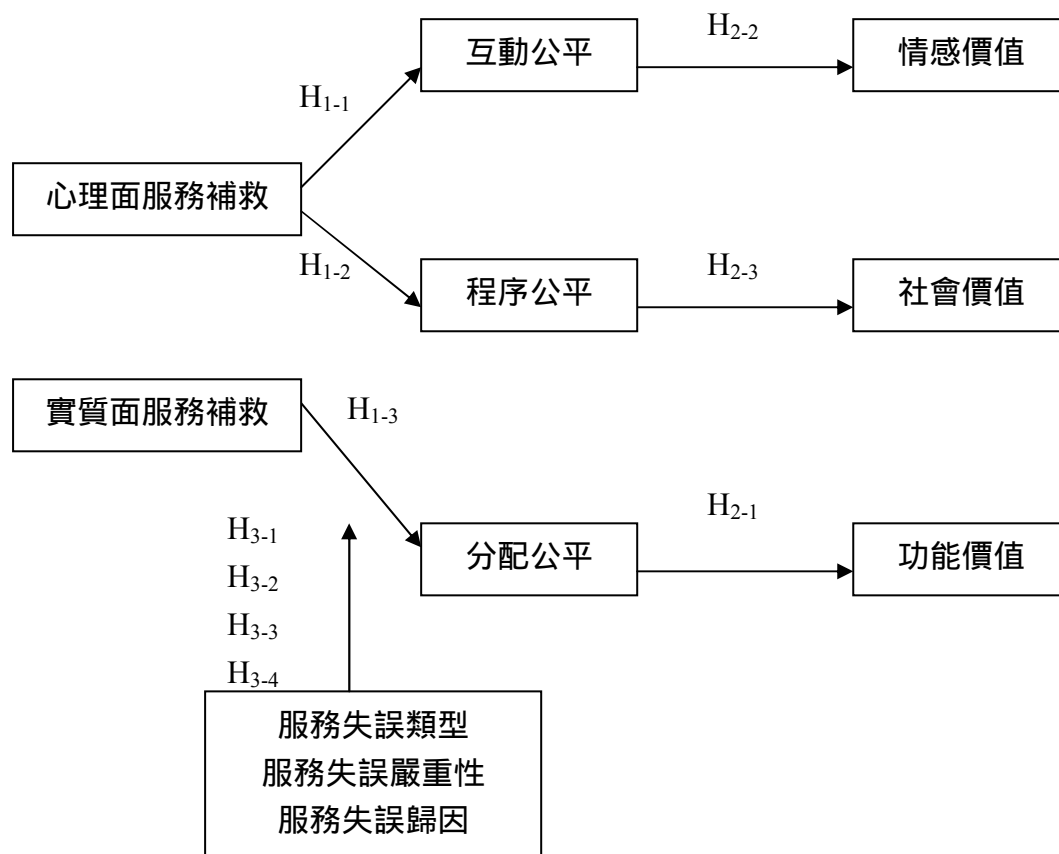 互動公平
H2-2
情感價值
H1-1
心理面服務補救
H1-2
程序公平
H2-3
社會價值
實質面服務補救
H1-3
H2-1
分配公平
功能價值
H3-1
H3-2
H3-3
H3-4
服務失誤類型
服務失誤嚴重性
服務失誤歸因